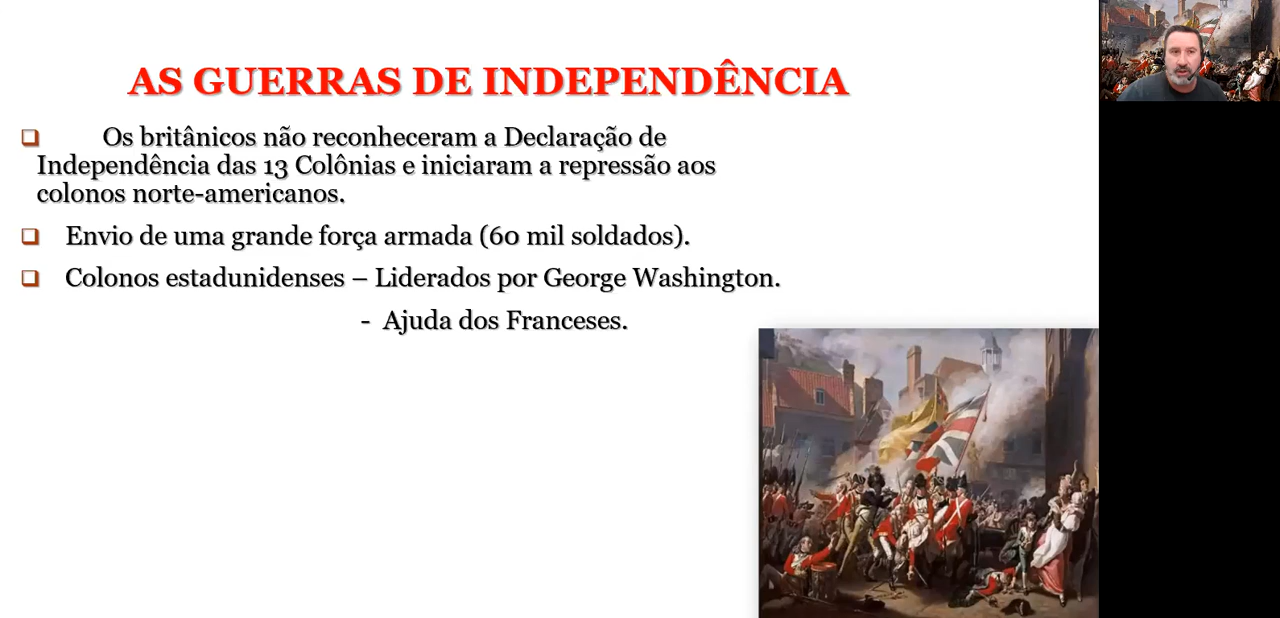 AS GUERRAS DE INDEPENDÊNCIA
Os britânicos não reconheceram a Declaração de
Independência das 13 Colônias e iniciaram a repressão aos
colonos norte-americanos.
Envio de uma grande força armada (60 mil soldados).
Colonos estadunidenses – Liderados por George Washington.
- Ajuda dos Franceses.